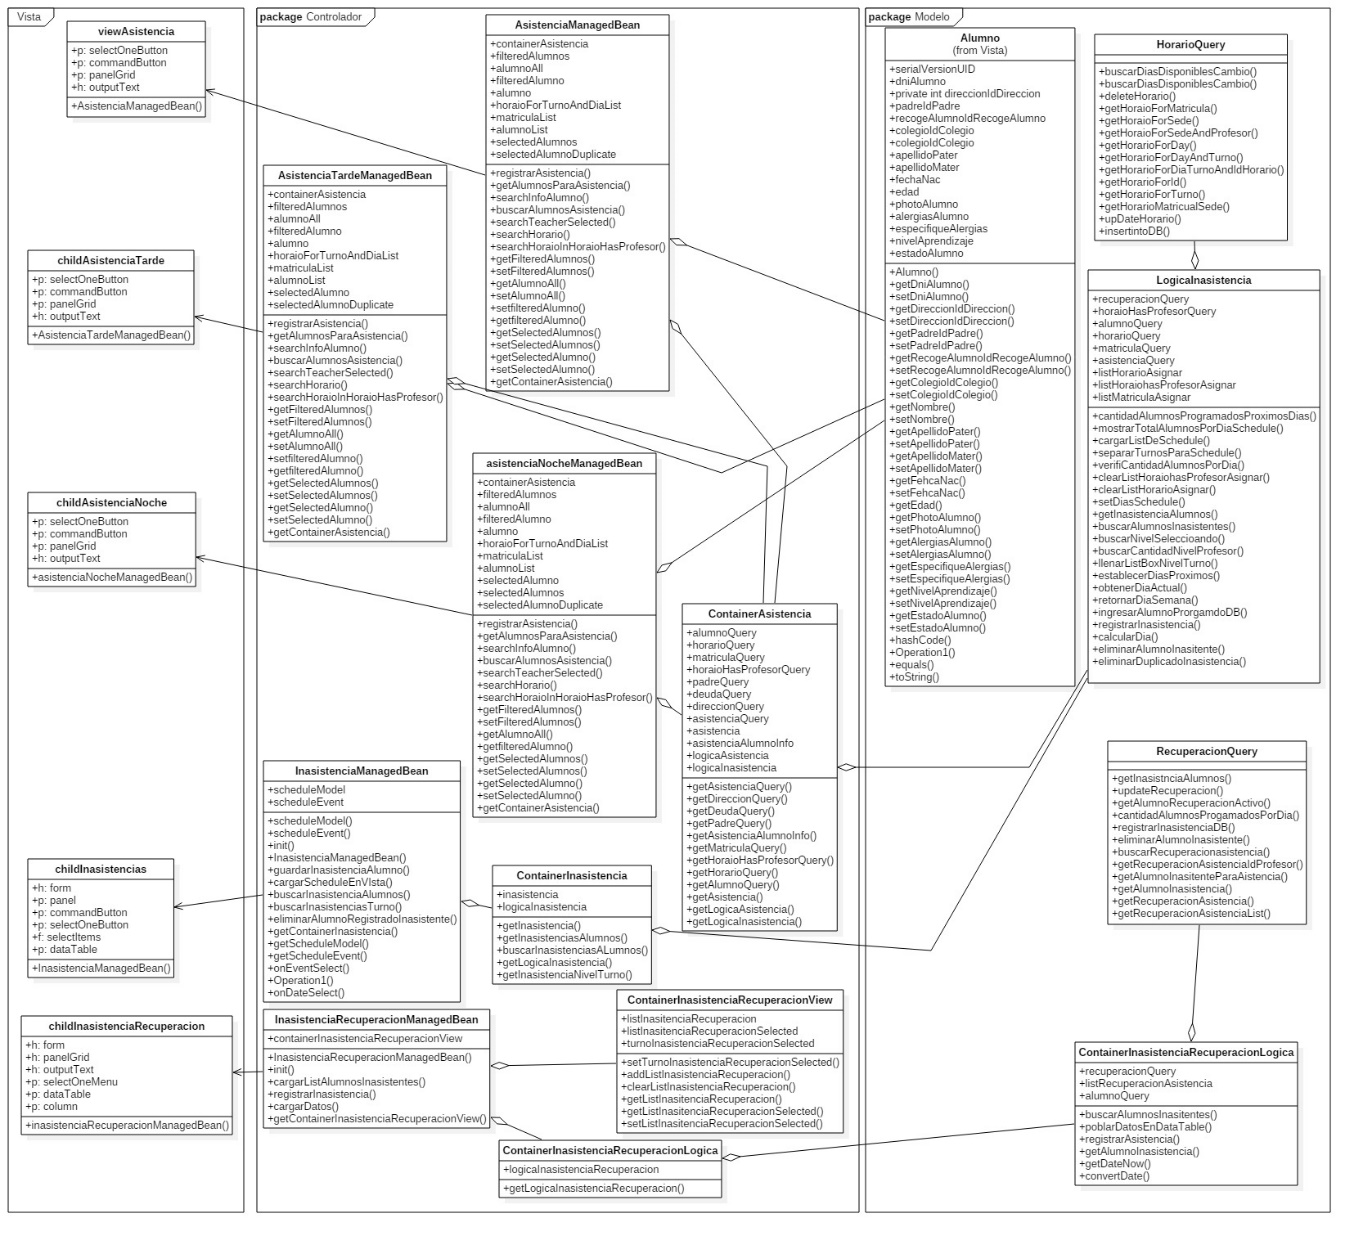 Vista
viewAsistencia
+p: selectOneButton
+p: commandButton
+p: panelGrid
+h: outputText
+AsistenciaManagedBean()
childAsistenciaTarde
+p: selectOneButton
+p: commandButton
+p: panelGrid
+h: outputText
+AsistenciaTardeManagedBean()
childAsistenciaNoche
+p: selectOneButton
+p: commandButton
+p: panelGrid
+h: outputText
+asistenciaNocheManagedBean()
childInasistencias
+h: form
+p: panel
+p: commandButton
+p: selectOneButton
+f: selectItems
+p: dataTable
+InasistenciaManagedBean()
childInasistenciaRecuperacion
+h: form
+h: panelGrid
+h: outputText
+p: selectOneMenu
+p: dataTable
+p: column
+inasistenciaRecuperacionManagedBean()
package Controlador
AsistenciaManagedBean
+containerAsistencia
+filteredAlumnos
+alumnoAll
+filteredAlumno
+alumno
+horaioForTurnoAndDiaList
+matriculaList
+alumnoList
+selectedAlumnos
+selectedAlumnoDuplicate
+registrarAsistencia()
+getAlumnosParaAsistencia()
+searchInfoAlumno()
+buscarAlumnosAsistencia()
+searchTeacherSelected()
+searchHorario()
+searchHoraioInHoraioHasProfesor()
+getFilteredAlumnos()
+setFilteredAlumnos()
+getAlumnoAll()
+setAlumnoAll()
+setfilteredAlumno()
+getfilteredAlumno()
+getSelectedAlumnos()
+setSelectedAlumnos()
+getSelectedAlumno()
+setSelectedAlumno()
+getContainerAsistencia()
AsistenciaTardeManagedBean
+containerAsistencia
+filteredAlumnos
+alumnoAll
+filteredAlumno
+alumno
+horaioForTurnoAndDiaList
+matriculaList
+alumnoList
+selectedAlumno
+selectedAlumnoDuplicate
+registrarAsistencia()
+getAlumnosParaAsistencia()
+searchInfoAlumno()
+buscarAlumnosAsistencia()
+searchTeacherSelected()
+searchHorario()
+searchHoraioInHoraioHasProfesor()
+getFilteredAlumnos()
+setFilteredAlumnos()
+getAlumnoAll()
+setAlumnoAll()
+setfilteredAlumno()
+getfilteredAlumno()
+getSelectedAlumnos()
+setSelectedAlumnos()
+getSelectedAlumno()
+setSelectedAlumno()
+getContainerAsistencia()
asistenciaNocheManagedBean
+containerAsistencia
+filteredAlumnos
+alumnoAll
+filteredAlumno
+alumno
+horaioForTurnoAndDiaList
+matriculaList
+alumnoList
+selectedAlumno
+selectedAlumnos
+selectedAlumnoDuplicate
+registrarAsistencia()
+getAlumnosParaAsistencia()
+searchInfoAlumno()
+buscarAlumnosAsistencia()
+searchTeacherSelected()
+searchHorario()
+searchHoraioInHoraioHasProfesor()
+getFilteredAlumnos()
+setFilteredAlumnos()
+getAlumnoAll()
+getfilteredAlumno()
+getSelectedAlumnos()
+setSelectedAlumnos()
+getSelectedAlumno()
+setSelectedAlumno()
+getContainerAsistencia()
ContainerAsistencia
+alumnoQuery
+horarioQuery
+matriculaQuery
+horaioHasProfesorQuery
+padreQuery
+deudaQuery
+direccionQuery
+asistenciaQuery
+asistencia
+asistenciaAlumnoInfo
+logicaAsistencia
+logicaInasistencia
+getAsistenciaQuery()
+getDireccionQuery()
+getDeudaQuery()
+getPadreQuery()
+getAsistenciaAlumnoInfo()
+getMatriculaQuery()
+getHoraioHasProfesorQuery()
+getHorarioQuery()
+getAlumnoQuery()
+getAsistencia()
+getLogicaAsistencia()
+getLogicaInasistencia()
InasistenciaManagedBean
+scheduleModel
+scheduleEvent
+scheduleModel()
+scheduleEvent()
+init()
+InasistenciaManagedBean()
+guardarInasistenciaAlumno()
+cargarScheduleEnVIsta()
+buscarInasistenciaAlumnos()
+buscarInasistenciasTurno()
+eliminarAlumnoRegistradoInasistente()
+getContainerInasistencia()
+getScheduleModel()
+getScheduleEvent()
+onEventSelect()
+Operation1()
+onDateSelect()
ContainerInasistencia
+inasistencia
+logicaInasistencia
+getInasistencia()
+getInasistenciasAlumnos()
+buscarInasistenciasALumnos()
+getLogicaInasistencia()
+getInasistenciaNivelTurno()
InasistenciaRecuperacionManagedBean
+containerInasistenciaRecuperacionView
+InasistenciaRecuperacionManagedBean()
+init()
+cargarListAlumnosInasistentes()
+registrarInasistencia()
+cargarDatos()
+getContainerInasistenciaRecuperacionView()
ContainerInasistenciaRecuperacionView
+listInasitenciaRecuperacion
+listInasitenciaRecuperacionSelected
+turnoInasistenciaRecuperacionSelected
+setTurnoInasistenciaRecuperacionSelected()
+addListInasistenciaRecuperacion()
+clearListInasistenciaRecuperacion()
+getListInasistenciaRecuperacion()
+getListInasitenciaRecuperacionSelected()
+setListInasitenciaRecuperacionSelected()
ContainerInasistenciaRecuperacionLogica
+logicaInasistenciaRecuperacion
+getLogicaInasistenciaRecuperacion()
package Modelo
Alumno
(from Vista)
+serialVersionUID
+dniAlumno
+private int direccionIdDireccion
+padreIdPadre
+recogeAlumnoIdRecogeAlumno
+colegioIdColegio
+colegioIdColegio
+apellidoPater
+apellidoMater
+fechaNac
+edad
+photoAlumno
+alergiasAlumno
+especifiqueAlergias
+nivelAprendizaje
+estadoAlumno
+Alumno()
+getDniAlumno()
+setDniAlumno()
+getDireccionIdDireccion()
+setDireccionIdDireccion()
+getPadreIdPadre()
+setPadreIdPadre()
+getRecogeAlumnoIdRecogeAlumno()
+setRecogeAlumnoIdRecogeAlumno()
+getColegioIdColegio()
+setColegioIdColegio()
+getNombre()
+setNombre()
+getApellidoPater()
+setApellidoPater()
+getApellidoMater()
+setApellidoMater()
+getFehcaNac()
+setFehcaNac()
+getEdad()
+getPhotoAlumno()
+setPhotoAlumno()
+getAlergiasAlumno()
+setAlergiasAlumno()
+getEspecifiqueAlergias()
+setEspecifiqueAlergias()
+getNivelAprendizaje()
+setNivelAprendizaje()
+getEstadoAlumno()
+setEstadoAlumno()
+hashCode()
+Operation1()
+equals()
+toString()
HorarioQuery
+buscarDiasDisponiblesCambio()
+buscarDiasDisponiblesCambio()
+deleteHorario()
+getHoraioForMatricula()
+getHoraioForSede()
+getHoraioForSedeAndProfesor()
+getHorarioForDay()
+getHorarioForDayAndTurno()
+getHorarioForDiaTurnoAndIdHorario()
+getHorarioForId()
+getHorarioForTurno()
+getHorarioMatricualSede()
+upDateHorario()
+insertintoDB()
LogicaInasistencia
+recuperacionQuery
+horaioHasProfesorQuery
+alumnoQuery
+horarioQuery
+matriculaQuery
+asistenciaQuery
+listHorarioAsignar
+listHoraiohasProfesorAsignar
+listMatriculaAsignar
+cantidadAlumnosProgramadosProximosDias()
+mostrarTotalAlumnosPorDiaSchedule()
+cargarListDeSchedule()
+separarTurnosParaSchedule()
+verifiCantidadAlumnosPorDia()
+clearListHoraiohasProfesorAsignar()
+clearListHorarioAsignar()
+setDiasSchedule()
+getInasistenciaAlumnos()
+buscarAlumnosInasistentes()
+buscarNivelSeleccioando()
+buscarCantidadNivelProfesor()
+llenarListBoxNivelTurno()
+establecerDiasProximos()
+obtenerDiaActual()
+retornarDiaSemana()
+ingresarAlumnoProrgamdoDB()
+registrarInasistencia()
+calcularDia()
+eliminarAlumnoInasitente()
+eliminarDuplicadoInasistencia()
RecuperacionQuery
+getInasistnciaAlumnos()
+updateRecuperacion()
+getAlumnoRecuperacionActivo()
+cantidadAlumnosProgamadosPorDia()
+registrarInasistenciaDB()
+eliminarAlumnoInasistente()
+buscarRecuperacionasistencia()
+getRecuperacionAsistenciaIdProfesor()
+getAlumnoInasitenteParaAistencia()
+getAlumnoInasistencia()
+getRecuperacionAsistencia()
+getRecuperacionAsistenciaList()
ContainerInasistenciaRecuperacionLogica
+recuperacionQuery
+listRecuperacionAsistencia
+alumnoQuery
+buscarAlumnosInasitentes()
+poblarDatosEnDataTable()
+registrarAsistencia()
+getAlumnoInasistencia()
+getDateNow()
+convertDate()